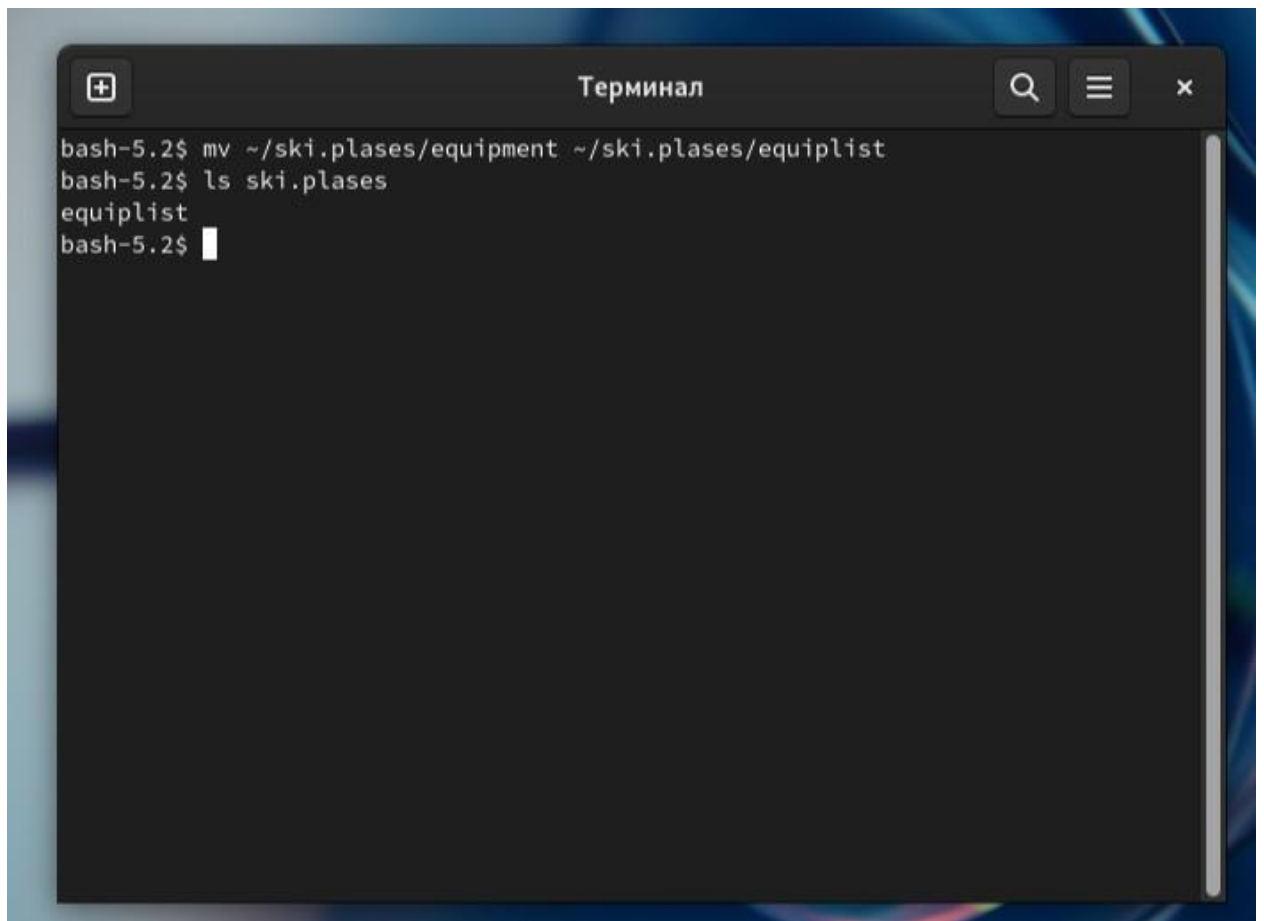 Терминал
bash-5.2$ mv ~/ski.plases/equipment ~/ski.plases/equiplist
bash-5.2$ ls ski.plases
equiplist
bash-5.2$